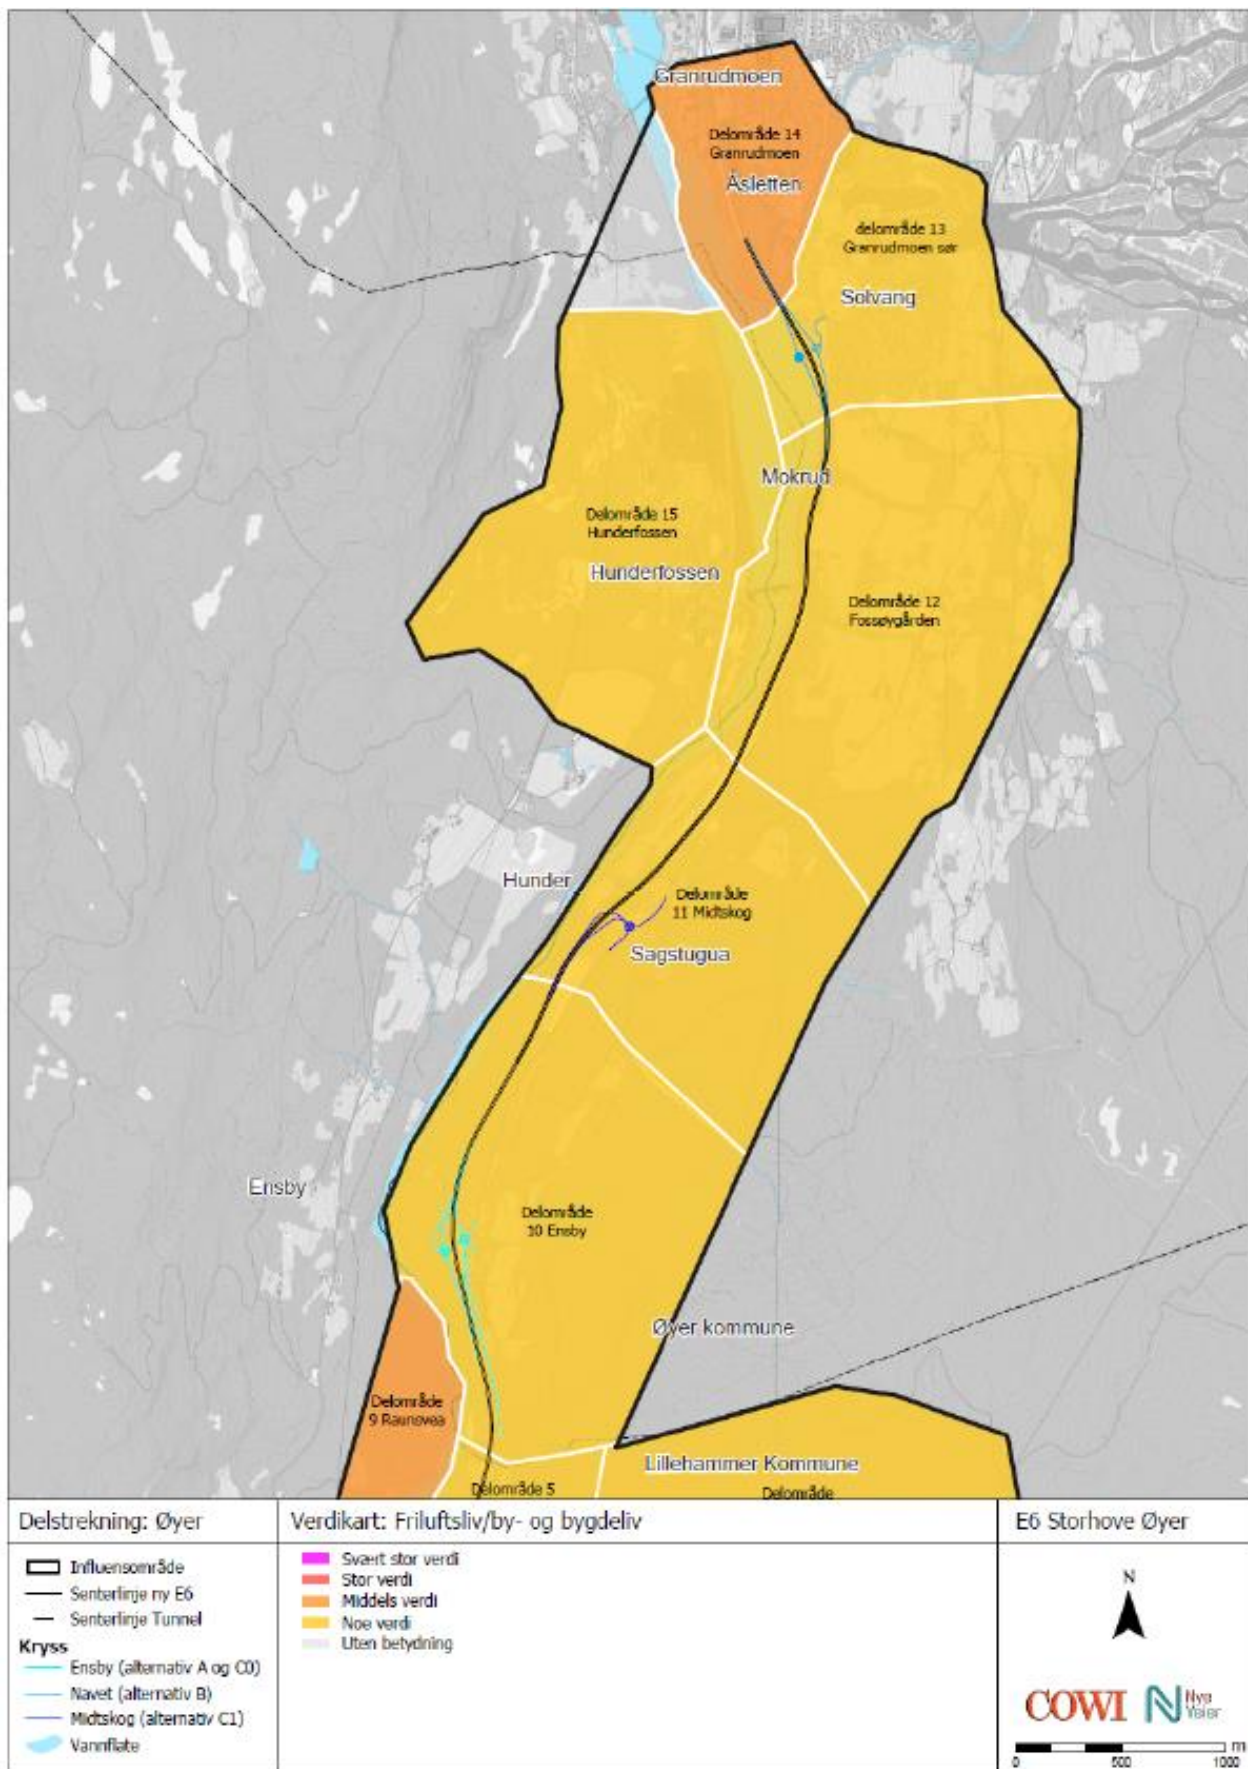 Granrudmoen
Delområde 14
Granrudmoen
Åsletten
delområde 13
Granrudmoen sør
Solvang
Mokrud
Delområde 15
Hunderfossen
Hunderfossen
Delområde 12
Fossøygården
Hunder
Delområde
11 Midtskog
Sagstugua
Ensby
Delområde
10 Ensby
Øyer kommune
Delområde
9 Raunsvea
Lillehammer Kommune
Delområde 5
Delområde
Delstrekning: Øyer
Verdikart: Friluftsliv/by- og bygdeliv
E6 Storhove Øyer
Influensområde
Senterlinje ny E6
Senterlinje Tunnel
Kryss
Ensby (alternativ A og C0)
Navet (alternativ B)
Midtskog (alternativ C1)
Vannflate
Svært stor verdi
Stor verdi
Middels verdi
Noe verdi
Uten betydning
N
COWI
Nye
Veier
m
0 500 1000